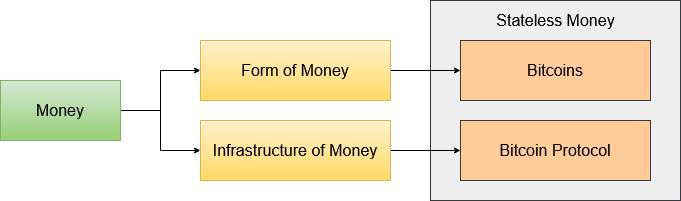 Stateless Money
Form of Money
Bitcoins
Money
Infrastructure of Money
Bitcoin Protocol